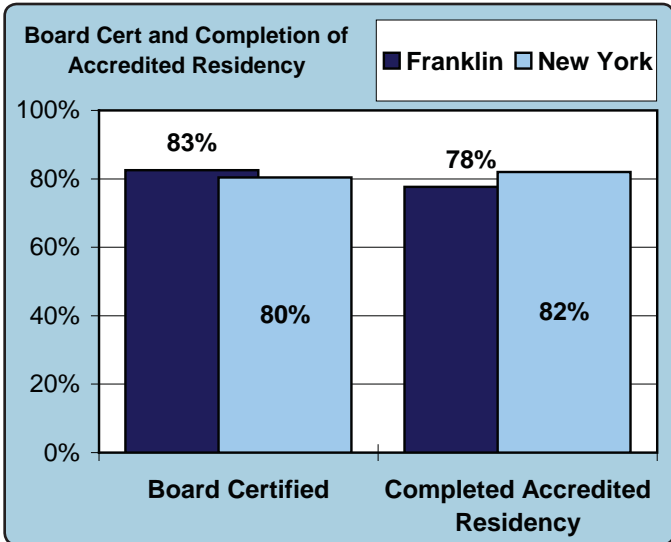 Board Cert and Completion of
Accredited Residency
Franklin New York
100%
80%
60%
40%
20%
0%
83%
80%
78%
82%
Board Certified
Completed Accredited
Residency